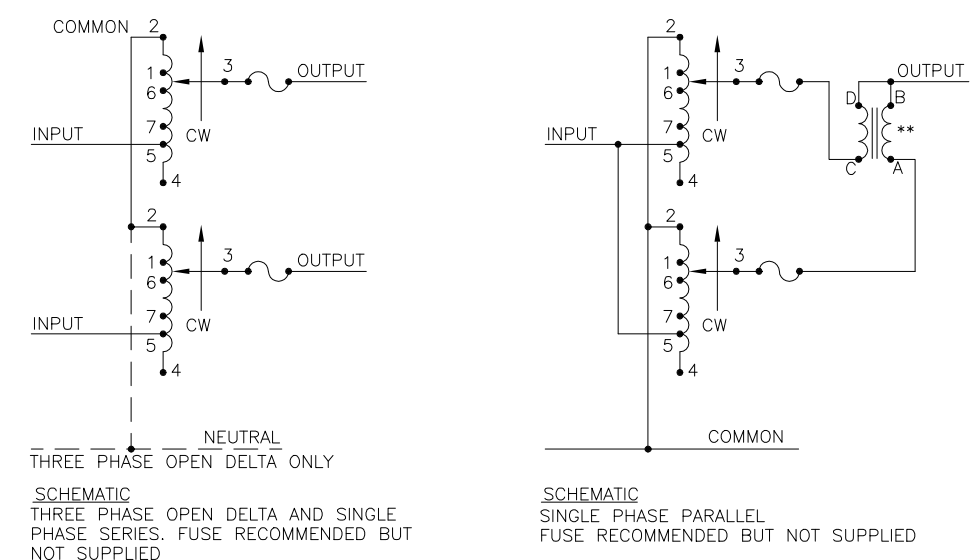 COMMON
2
1
3
OUTPUT
6
INPUT
7
CW
5
4
2
1
3
OUTPUT
6
INPUT
7
CW
5
4
NEUTRAL
THREE PHASE OPEN DELTA ONLY
SCHEMATIC
THREE PHASE OPEN DELTA AND SINGLE
PHASE SERIES. FUSE RECOMMENDED BUT
NOT SUPPLIED
2
1
3
OUTPUT
6
D
B
INPUT
7
CW
**
5
C
A
4
2
1
3
6
7
CW
5
4
COMMON
SCHEMATIC
SINGLE PHASE PARALLEL
FUSE RECOMMENDED BUT NOT SUPPLIED